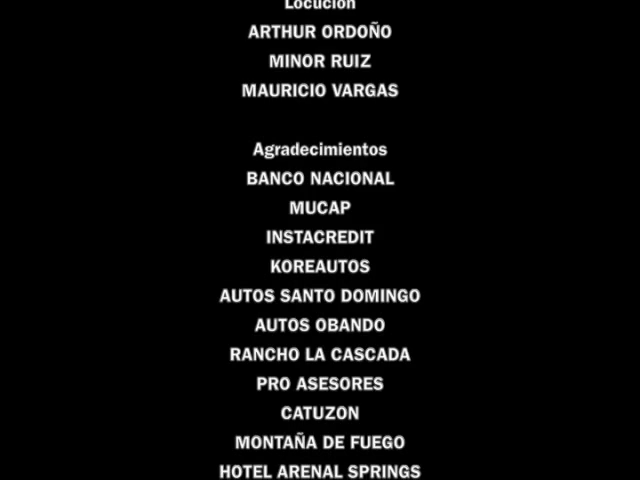 Locución
ARTHUR ORDOÑO
MINOR RUIZ
MAURICIO VARGAS
Agradecimientos
BANCO NACIONAL
MUCAP
INSTACREDIT
KOREAUTOS
AUTOS SANTO DOMINGO
AUTOS OBANDO
RANCHO LA CASCADA
PRO ASESORES
CATUZON
MONTAÑA DE FUEGO
HOTEL ARENAL SPRINGS